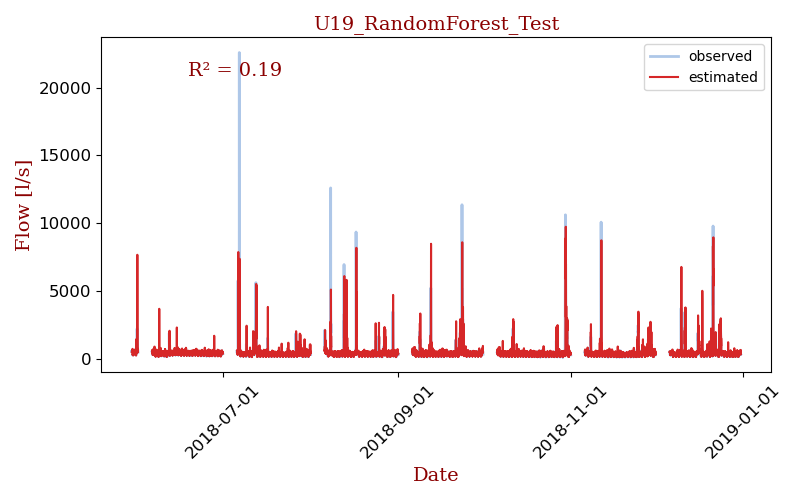 U19_RandomForest_Test
R² = 0.19
observed
estimated
Flow [l/s]
20000
15000
10000
5000
0
2018-07-01
2018-09-01
2018-11-01
2019-01-01
Date